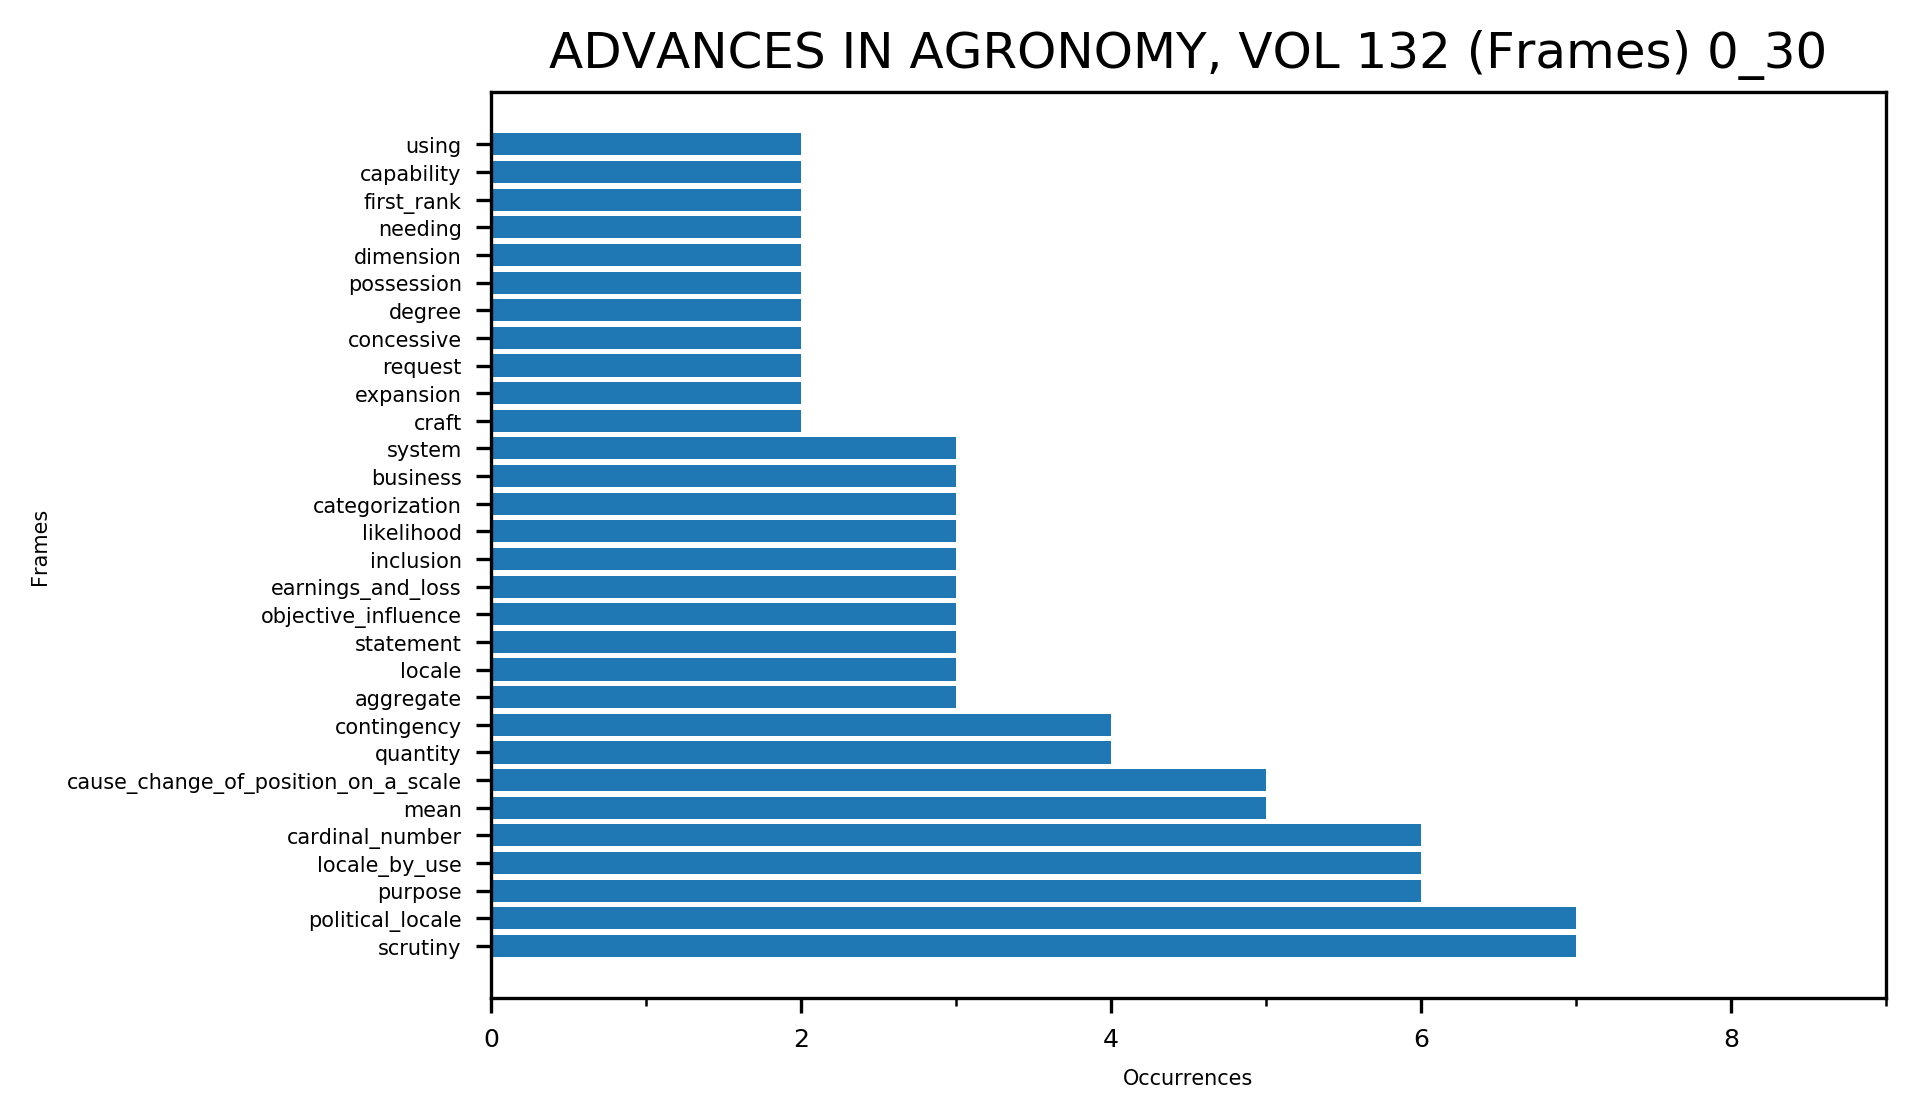 ADVANCES IN AGRONOMY, VOL 132 (Frames) 0_30
using
capability
first_rank
needing
dimension
possession
degree
concessive
request
expansion
craft
system
business
categorization
likelihood
inclusion
earnings_and_loss
objective_influence
statement
locale
aggregate
contingency
quantity
cause_change_of_position_on_a_scale
mean
cardinal_number
locale_by_use
purpose
political_locale
scrutiny
Frames
0 2 4 6 8
Occurrences